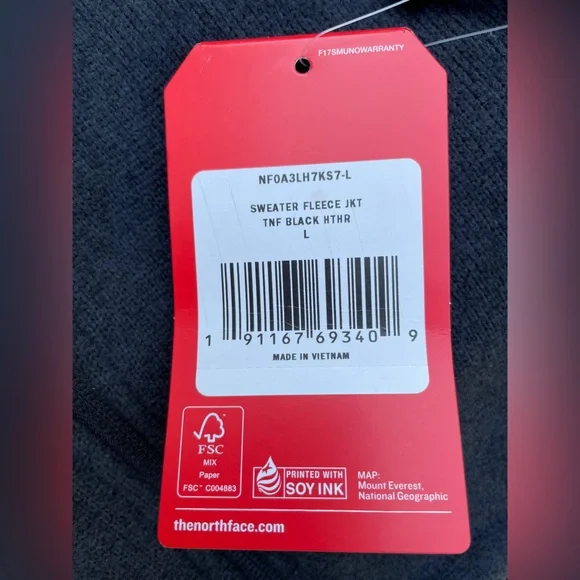 F17SMUNOWARRANTY
NF0A3LH7KS7-L
SWEATER FLEECE JKT
TNF BLACK HTHR
L
1 91167 69340 9
MADE IN VIETNAM
FSC
MIX
Paper
FSC™ C004883
PRINTED WITH
SOY INK
MAP:
Mount Everest,
National Geographic
thenorthface.com